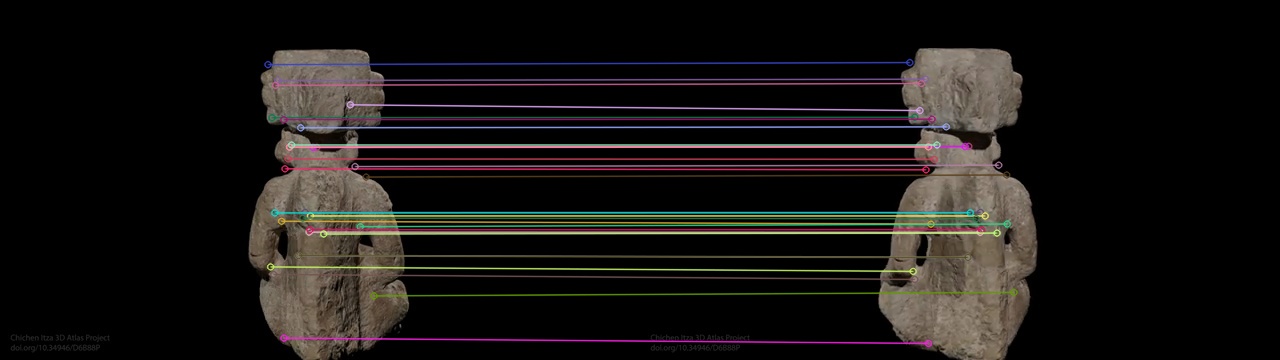 Chichen Itza 3D Atlas Project
doi.org/10.34946/D6B88P
Chichen Itza 3D Atlas Project
doi.org/10.34946/D6B88P